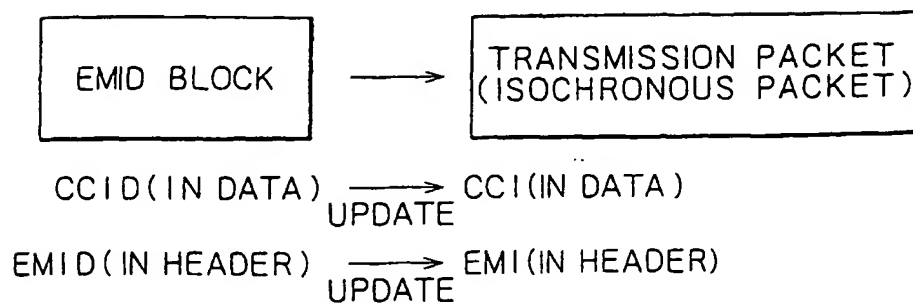 EMID BLOCK
TRANSMISSION PACKET
(ISOCHRONOUS PACKET)
CCID(IN DATA)
UPDATE
CCI(IN DATA)
EMID(IN HEADER)
UPDATE
EMI(IN HEADER)